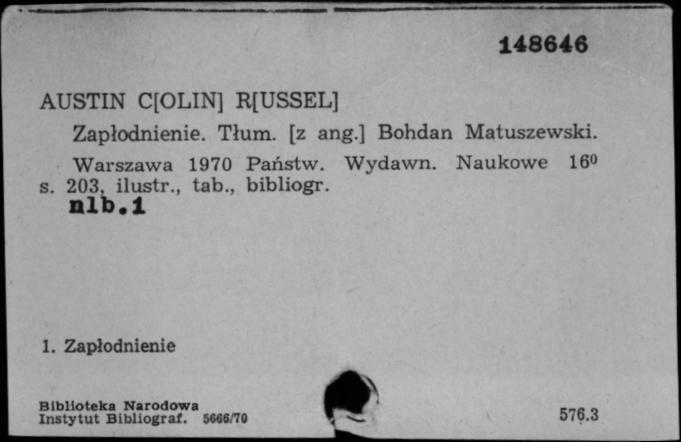 148646
AUSTIN C[OLIN] R[USSEL]
Zapłodnienie. Tłum. [z ang.] Bohdan Matuszewski.
Warszawa 1970 Państw. Wydawn. Naukowe 16⁰
s. 203, ilustr., tab., bibliogr.
nlb.1
1. Zapłodnienie
Biblioteka Narodowa
Instytut Bibliograf. 5666/70
576.3